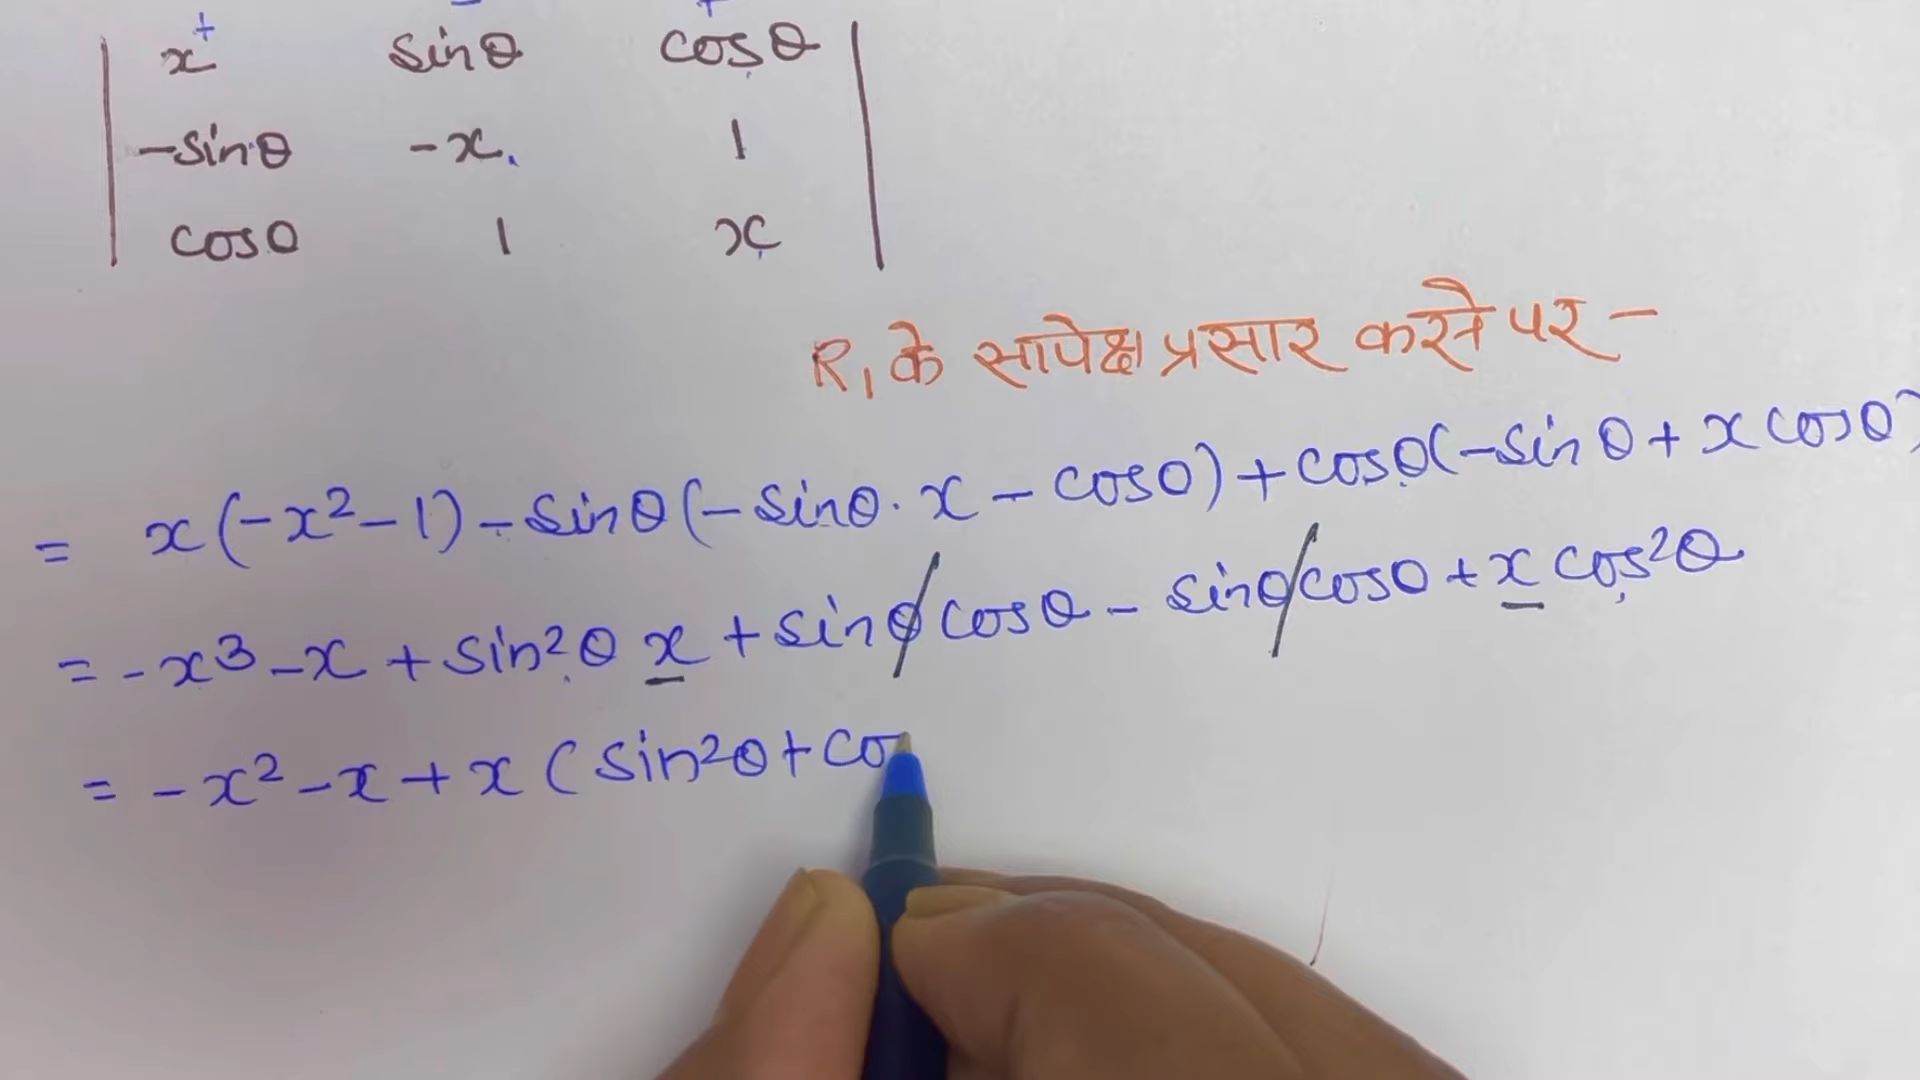 x + sinθ cosθ
-sinθ -x 1
cosθ 1 x
R₁ के सापेक्ष प्रसार करने पर -
= x(-x²-1) - sinθ(-sinθ·x - cosθ) + cosθ(-sinθ + x cosθ)
= -x³ - x + sin²θ x + sinθ cosθ - sinθ cosθ + x cos²θ
= -x² - x + x (sin²θ + co